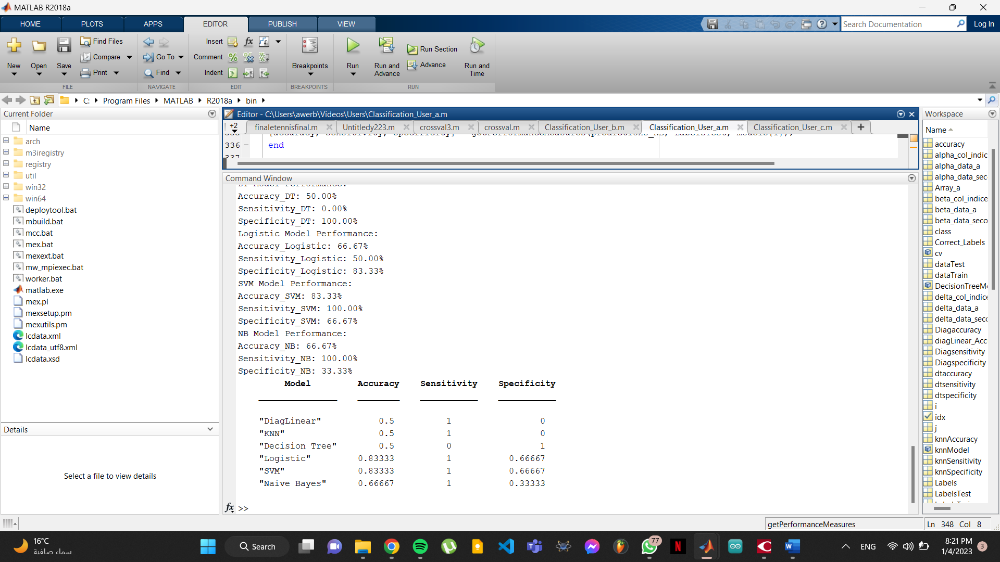 MATLAB R2018a
HOME PLOTS APPS EDITOR PUBLISH VIEW
Search Documentation Log In
New Open Save
Find Files
Compare
Print
FILE
Go To
Find
NAVIGATE
Insert
Comment
Indent
EDIT
Breakpoints
BREAKPOINTS
Run
Run and Advance
Run Section
Advance
Run and Time
RUN
C: Program Files MATLAB R2018a bin
Current Folder
Name
arch
m3iregistry
registry
util
win32
win64
deploytool.bat
mbuild.bat
mcc.bat
mex.bat
mexext.bat
mw_mpiexec.bat
worker.bat
matlab.exe
mex.pl
mexsetup.pm
mexutils.pm
lcdata.xml
lcdata_utf8.xml
lcdata.xsd
Details
Select a file to view details
Editor - C:\Users\awerb\Videos\Users\Classification_User_a.m
+2 finaletennisfinal.m Untitledy223.m crossval3.m crossval.m Classification_User_b.m Classification_User_a.m Classification_User_c.m
336 end
Command Window
DT Model Performance:
Accuracy_DT: 50.00%
Sensitivity_DT: 0.00%
Specificity_DT: 100.00%
Logistic Model Performance:
Accuracy_Logistic: 66.67%
Sensitivity_Logistic: 50.00%
Specificity_Logistic: 83.33%
SVM Model Performance:
Accuracy_SVM: 83.33%
Sensitivity_SVM: 100.00%
Specificity_SVM: 66.67%
NB Model Performance:
Accuracy_NB: 66.67%
Sensitivity_NB: 100.00%
Specificity_NB: 33.33%
Model Accuracy Sensitivity Specificity
"DiagLinear" 0.5 1 0
"KNN" 0.5 1 0
"Decision Tree" 0.5 0 1
"Logistic" 0.83333 1 0.66667
"SVM" 0.83333 1 0.66667
"Naive Bayes" 0.66667 1 0.33333
fx >>
Workspace
Name
accuracy
alpha_col_indic
alpha_data_a
alpha_data_sec
Array_a
beta_col_indice
beta_data_a
beta_data_seco
class
Correct_Labels
cv
dataTest
dataTrain
DecisionTreeMo
delta_col_indice
delta_data_a
delta_data_seco
Diagaccuracy
diagLinear_Acc
Diagsensitivity
Diagspecificity
dtaccuracy
dtsensitivity
dtspecificity
i
idx
j
knnAccuracy
knnModel
knnSensitivity
knnSpecificity
Labels
LabelsTest
getPerformanceMeasures Ln 348 Col 8
16°C
سماء صافية
Search
77
ENG
8:21 PM
1/4/2023
3